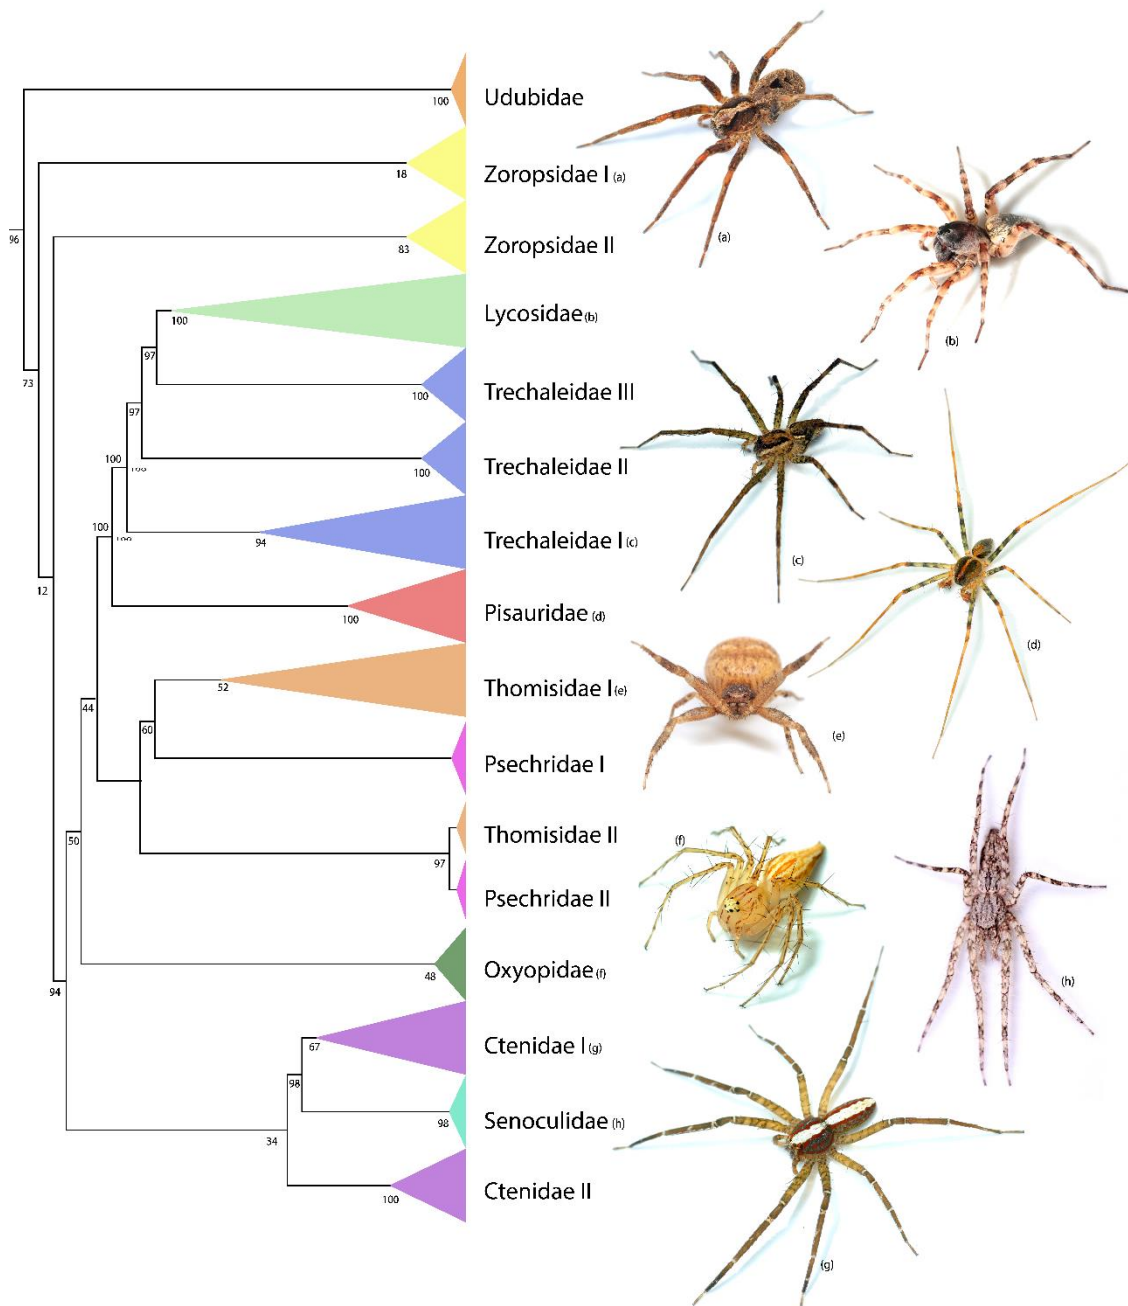 100
Udubidae
18
Zoropsidae I (a)
(a)
96
83
Zoropsidae II
100
Lycosidae (b)
(b)
97
73
100
Trechaleidae III
97
100
Trechaleidae II
100
100
94
Trechaleidae I (c)
(c)
100
12
100
Pisauridae (d)
(d)
52
Thomisidae I (e)
44
60
Psechridae I
(e)
50
Thomisidae II
(f)
97
Psechridae II
48
Oxyopidae (f)
(h)
94
67
Ctenidae I (g)
98
98
Senoculidae (h)
34
100
Ctenidae II
(g)